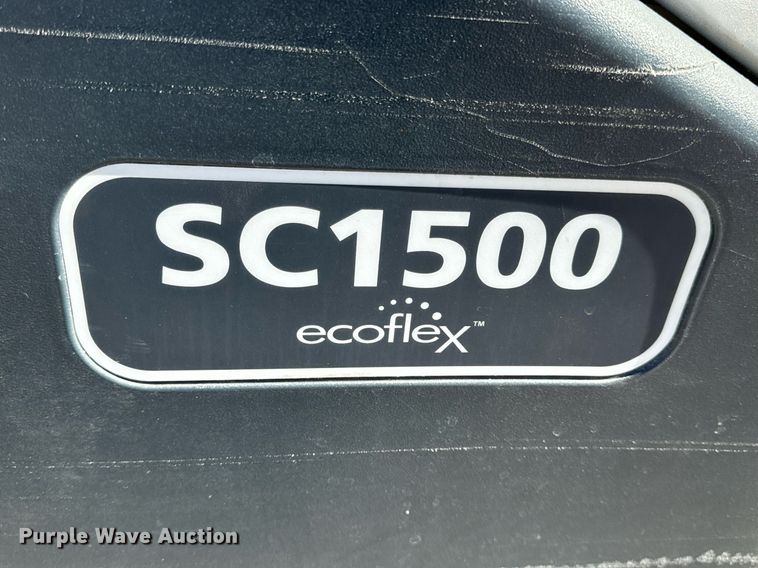 SC1500
ecoflex™
Purple Wave Auction